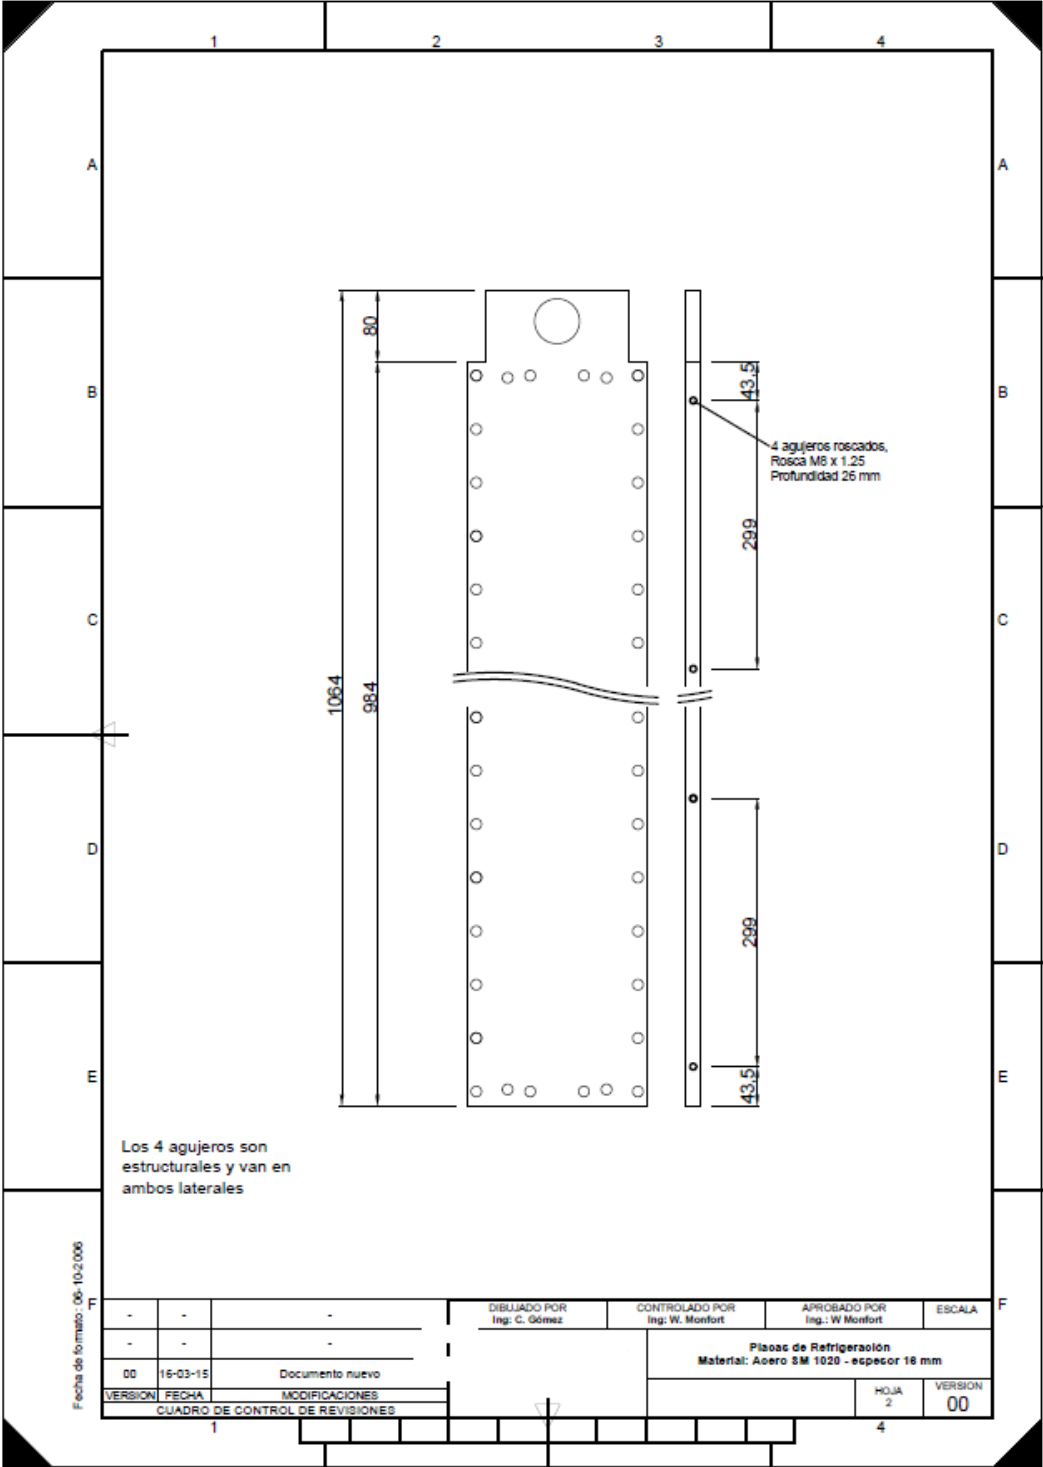 1 2 3 4
A A
80
43,5
B B
4 agujeros roscados,
Rosca M8 x 1.25
Profundidad 26 mm
299
C C
1064
984
D D
299
E E
43,5
Los 4 agujeros son
estructurales y van en
ambos laterales
Fecha de formato: 06-10-2006
F F
- - -
- - -
00 16-03-15 Documento nuevo
VERSION FECHA MODIFICACIONES
CUADRO DE CONTROL DE REVISIONES
DIBUJADO POR
Ing: C. Gómez
CONTROLADO POR
Ing: W. Monfort
APROBADO POR
Ing.: W Monfort
ESCALA
Placas de Refrigeración
Material: Acero SM 1020 - espesor 16 mm
HOJA
2
VERSION
00
1 4